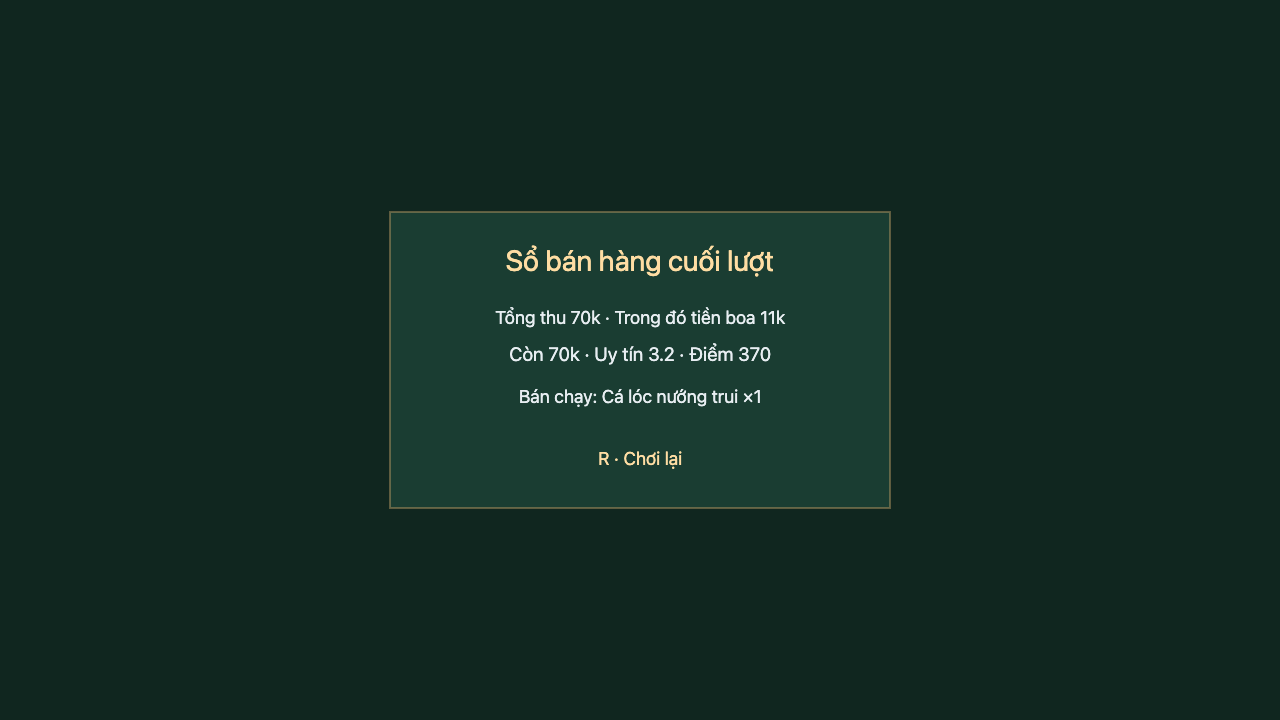 Sổ bán hàng cuối lượt
Tổng thu 70k · Trong đó tiền boa 11k
Còn 70k · Uy tín 3.2 · Điểm 370
Bán chạy: Cá lóc nướng trui ×1
R · Chơi lại